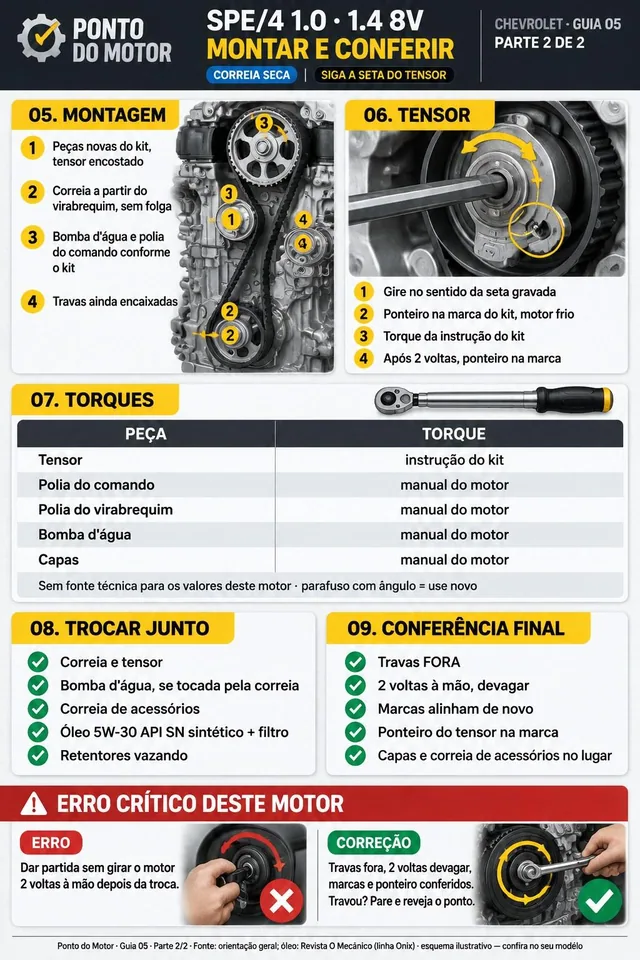 PONTO
DO MOTOR
SPE/4 1.0 · 1.4 8V
MONTAR E CONFERIR
CORREIA SECA
SIGA A SETA DO TENSOR
CHEVROLET · GUIA 05
PARTE 2 DE 2
05. MONTAGEM
1 Peças novas do kit,
tensor encostado
2 Correia a partir do
virabrequim, sem folga
3 Bomba d'água e polia
do comando conforme
o kit
4 Travas ainda encaixadas
3
3
1
4
4
2
2
06. TENSOR
1 Gire no sentido da seta gravada
2 Ponteiro na marca do kit, motor frio
3 Torque da instrução do kit
4 Após 2 voltas, ponteiro na marca
07. TORQUES
PEÇA TORQUE
Tensor instrução do kit
Polia do comando manual do motor
Polia do virabrequim manual do motor
Bomba d'água manual do motor
Capas manual do motor
Sem fonte técnica para os valores deste motor · parafuso com ângulo = use novo
08. TROCAR JUNTO
Correia e tensor
Bomba d'água, se tocada pela correia
Correia de acessórios
Óleo 5W-30 API SN sintético + filtro
Retentores vazando
09. CONFERÊNCIA FINAL
Travas FORA
2 voltas à mão, devagar
Marcas alinham de novo
Ponteiro do tensor na marca
Capas e correia de acessórios no lugar
ERRO CRÍTICO DESTE MOTOR
ERRO
Dar partida sem girar o motor
2 voltas à mão depois da troca.
CORREÇÃO
Travas fora, 2 voltas devagar,
marcas e ponteiro conferidos.
Travou? Pare e reveja o ponto.
Ponto do Motor · Guia 05 · Parte 2/2 · Fonte: orientação geral; óleo: Revista O Mecânico (linha Onix) · esquema ilustrativo — confira no seu modelo